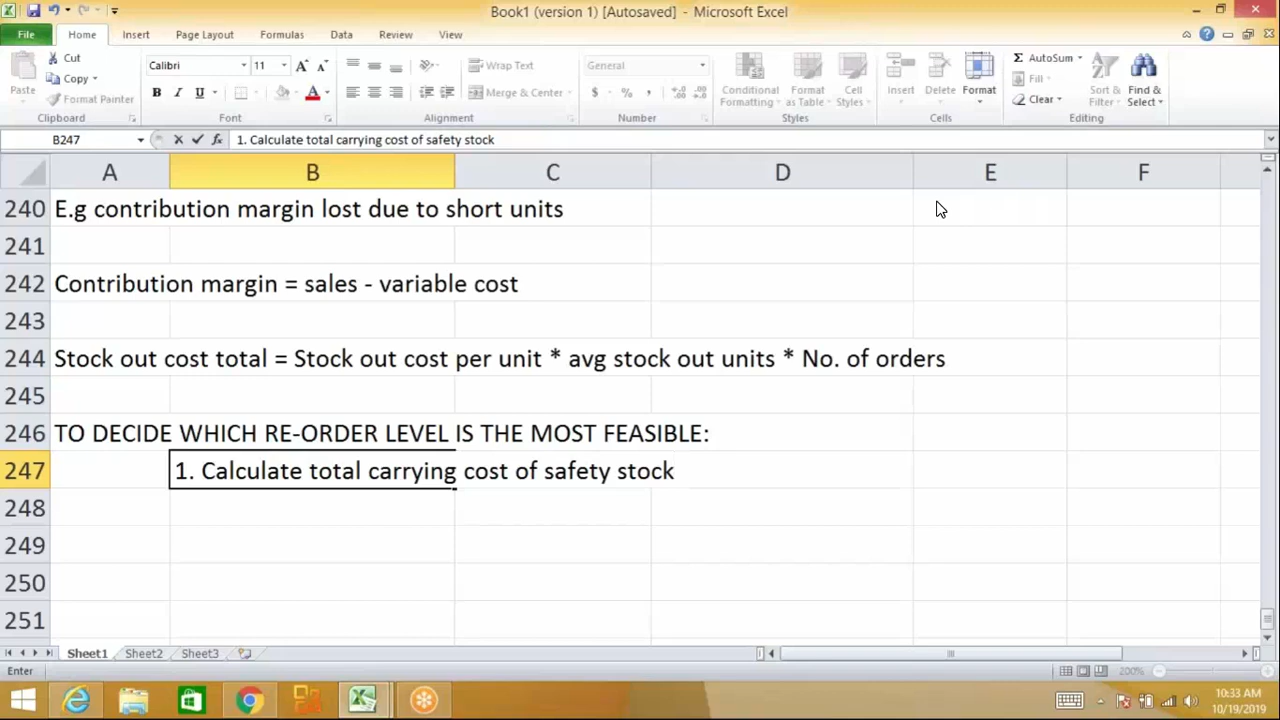 Book1 (version 1) [Autosaved] - Microsoft Excel
File Home Insert Page Layout Formulas Data Review View
Cut
Copy
Format Painter
Paste
Clipboard
Calibri 11
B I U
Font
Wrap Text
Merge & Center
Alignment
General
$ % ,
Number
Conditional Formatting
Format as Table
Cell Styles
Styles
Insert Delete Format
Cells
AutoSum
Fill
Clear
Sort & Filter
Find & Select
Editing
B247 fx 1. Calculate total carrying cost of safety stock
A B C D E F
240 E.g contribution margin lost due to short units
241
242 Contribution margin = sales - variable cost
243
244 Stock out cost total = Stock out cost per unit * avg stock out units * No. of orders
245
246 TO DECIDE WHICH RE-ORDER LEVEL IS THE MOST FEASIBLE:
247 1. Calculate total carrying cost of safety stock
248
249
250
251
Sheet1 Sheet2 Sheet3
Enter 200%
10:33 AM
10/19/2019